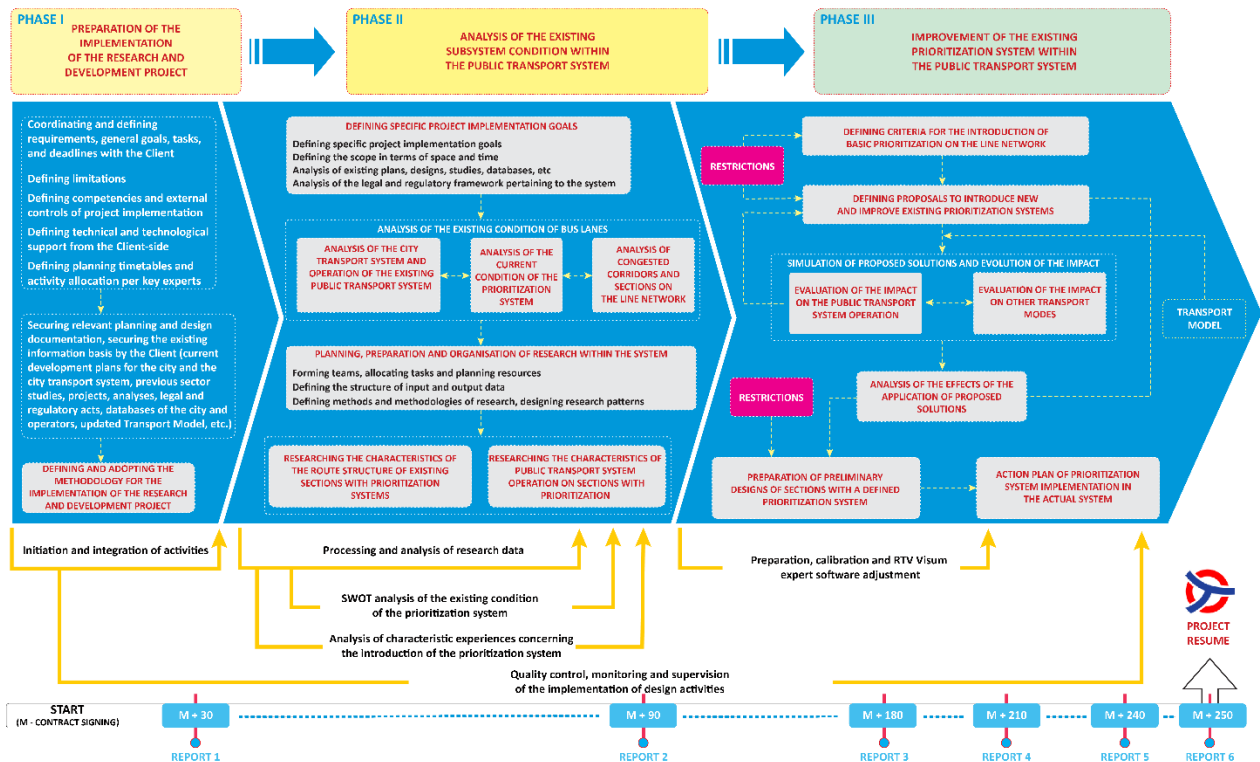 PHASE I
PREPARATION OF THE
IMPLEMENTATION
OF THE RESEARCH AND
DEVELOPMENT PROJECT
PHASE II
ANALYSIS OF THE EXISTING
SUBSYSTEM CONDITION WITHIN
THE PUBLIC TRANSPORT SYSTEM
PHASE III
IMPROVEMENT OF THE EXISTING
PRIORITIZATION SYSTEM WITHIN
THE PUBLIC TRANSPORT SYSTEM
Coordinating and defining
requirements, general goals, tasks,
and deadlines with the Client
Defining limitations
Defining competencies and external
controls of project implementation
Defining technical and technological
support from the Client-side
Defining planning timetables and
activity allocation per key experts
Securing relevant planning and design
documentation, securing the existing
information basis by the Client (current
development plans for the city and the
city transport system, previous sector
studies, projects, analyses, legal and
regulatory acts, databases of the city and
operators, updated Transport Model, etc.)
DEFINING AND ADOPTING THE
METHODOLOGY FOR THE
IMPLEMENTATION OF THE RESEARCH
AND DEVELOPMENT PROJECT
DEFINING SPECIFIC PROJECT IMPLEMENTATION GOALS
Defining specific project implementation goals
Defining the scope in terms of space and time
Analysis of existing plans, designs, studies, databases, etc
Analysis of the legal and regulatory framework pertaining to the system
ANALYSIS OF THE EXISTING CONDITION OF BUS LANES
ANALYSIS OF THE CITY
TRANSPORT SYSTEM AND
OPERATION OF THE EXISTING
PUBLIC TRANSPORT SYSTEM
ANALYSIS OF THE
CURRENT
CONDITION OF THE
PRIORITIZATION
SYSTEM
ANALYSIS OF
CONGESTED
CORRIDORS AND
SECTIONS ON
THE LINE NETWORK
PLANNING, PREPARATION AND ORGANISATION OF RESEARCH WITHIN THE SYSTEM
Forming teams, allocating tasks and planning resources
Defining the structure of input and output data
Defining methods and methodologies of research, designing research patterns
RESEARCHING THE CHARACTERISTICS OF
THE ROUTE STRUCTURE OF EXISTING
SECTIONS WITH PRIORITIZATION
SYSTEMS
RESEARCHING THE CHARACTERISTICS OF
PUBLIC TRANSPORT SYSTEM
OPERATION ON SECTIONS WITH
PRIORITIZATION
RESTRICTIONS
DEFINING CRITERIA FOR THE INTRODUCTION OF
BASIC PRIORITIZATION ON THE LINE NETWORK
DEFINING PROPOSALS TO INTRODUCE NEW
AND IMPROVE EXISTING PRIORITIZATION SYSTEMS
SIMULATION OF PROPOSED SOLUTIONS AND EVOLUTION OF THE IMPACT
EVALUATION OF THE IMPACT
ON THE PUBLIC TRANSPORT
SYSTEM OPERATION
EVALUATION OF THE IMPACT
ON OTHER TRANSPORT
MODES
TRANSPORT
MODEL
RESTRICTIONS
ANALYSIS OF THE EFFECTS OF THE
APPLICATION OF PROPOSED
SOLUTIONS
PREPARATION OF PRELIMINARY
DESIGNS OF SECTIONS WITH A DEFINED
PRIORITIZATION SYSTEM
ACTION PLAN OF PRIORITIZATION
SYSTEM IMPLEMENTATION IN
THE ACTUAL SYSTEM
Initiation and integration of activities
Processing and analysis of research data
Preparation, calibration and RTV Visum
expert software adjustment
SWOT analysis of the existing condition
of the prioritization system
Analysis of characteristic experiences concerning
the introduction of the prioritization system
Quality control, monitoring and supervision
of the implementation of design activities
PROJECT
RESUME
START
(M - CONTRACT SIGNING)
M + 30
M + 90
M + 180
M + 210
M + 240
M + 250
REPORT 1
REPORT 2
REPORT 3
REPORT 4
REPORT 5
REPORT 6